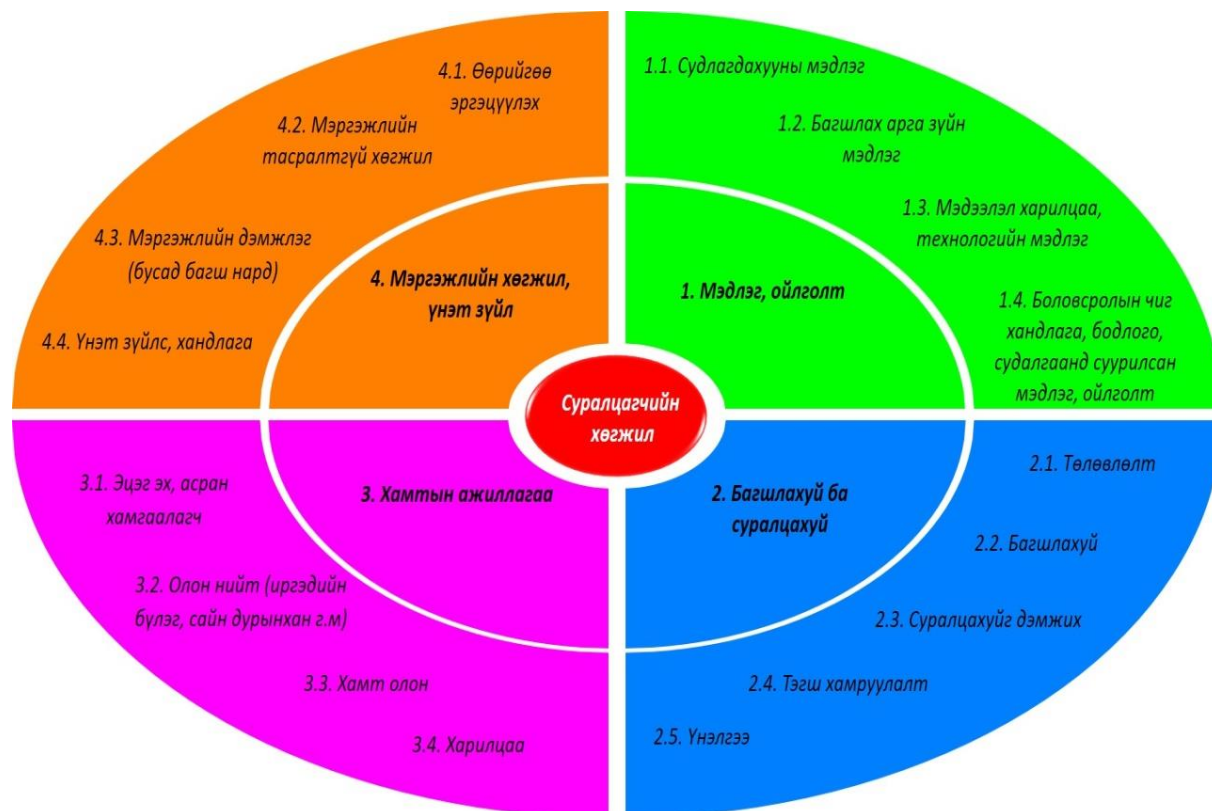 Суралцагчийн
хөгжил
1. Мэдлэг, ойлголт
1.1. Судлагдахууны мэдлэг
1.2. Багшлах арга зүйн
мэдлэг
1.3. Мэдээлэл харилцаа,
технологийн мэдлэг
1.4. Боловсролын чиг
хандлага, бодлого,
судалгаанд суурилсан
мэдлэг, ойлголт
2. Багшлахуй ба
суралцахуй
2.1. Төлөвлөлт
2.2. Багшлахуй
2.3. Суралцахуйг дэмжих
2.4. Тэгш хамруулалт
2.5. Үнэлгээ
3. Хамтын ажиллагаа
3.1. Эцэг эх, асран
хамгаалагч
3.2. Олон нийт (иргэдийн
бүлэг, сайн дурынхан г.м)
3.3. Хамт олон
3.4. Харилцаа
4. Мэргэжлийн хөгжил,
үнэт зүйл
4.1. Өөрийгөө
эргэцүүлэх
4.2. Мэргэжлийн
тасралтгүй хөгжил
4.3. Мэргэжлийн дэмжлэг
(бусад багш нард)
4.4. Үнэт зүйлс, хандлага